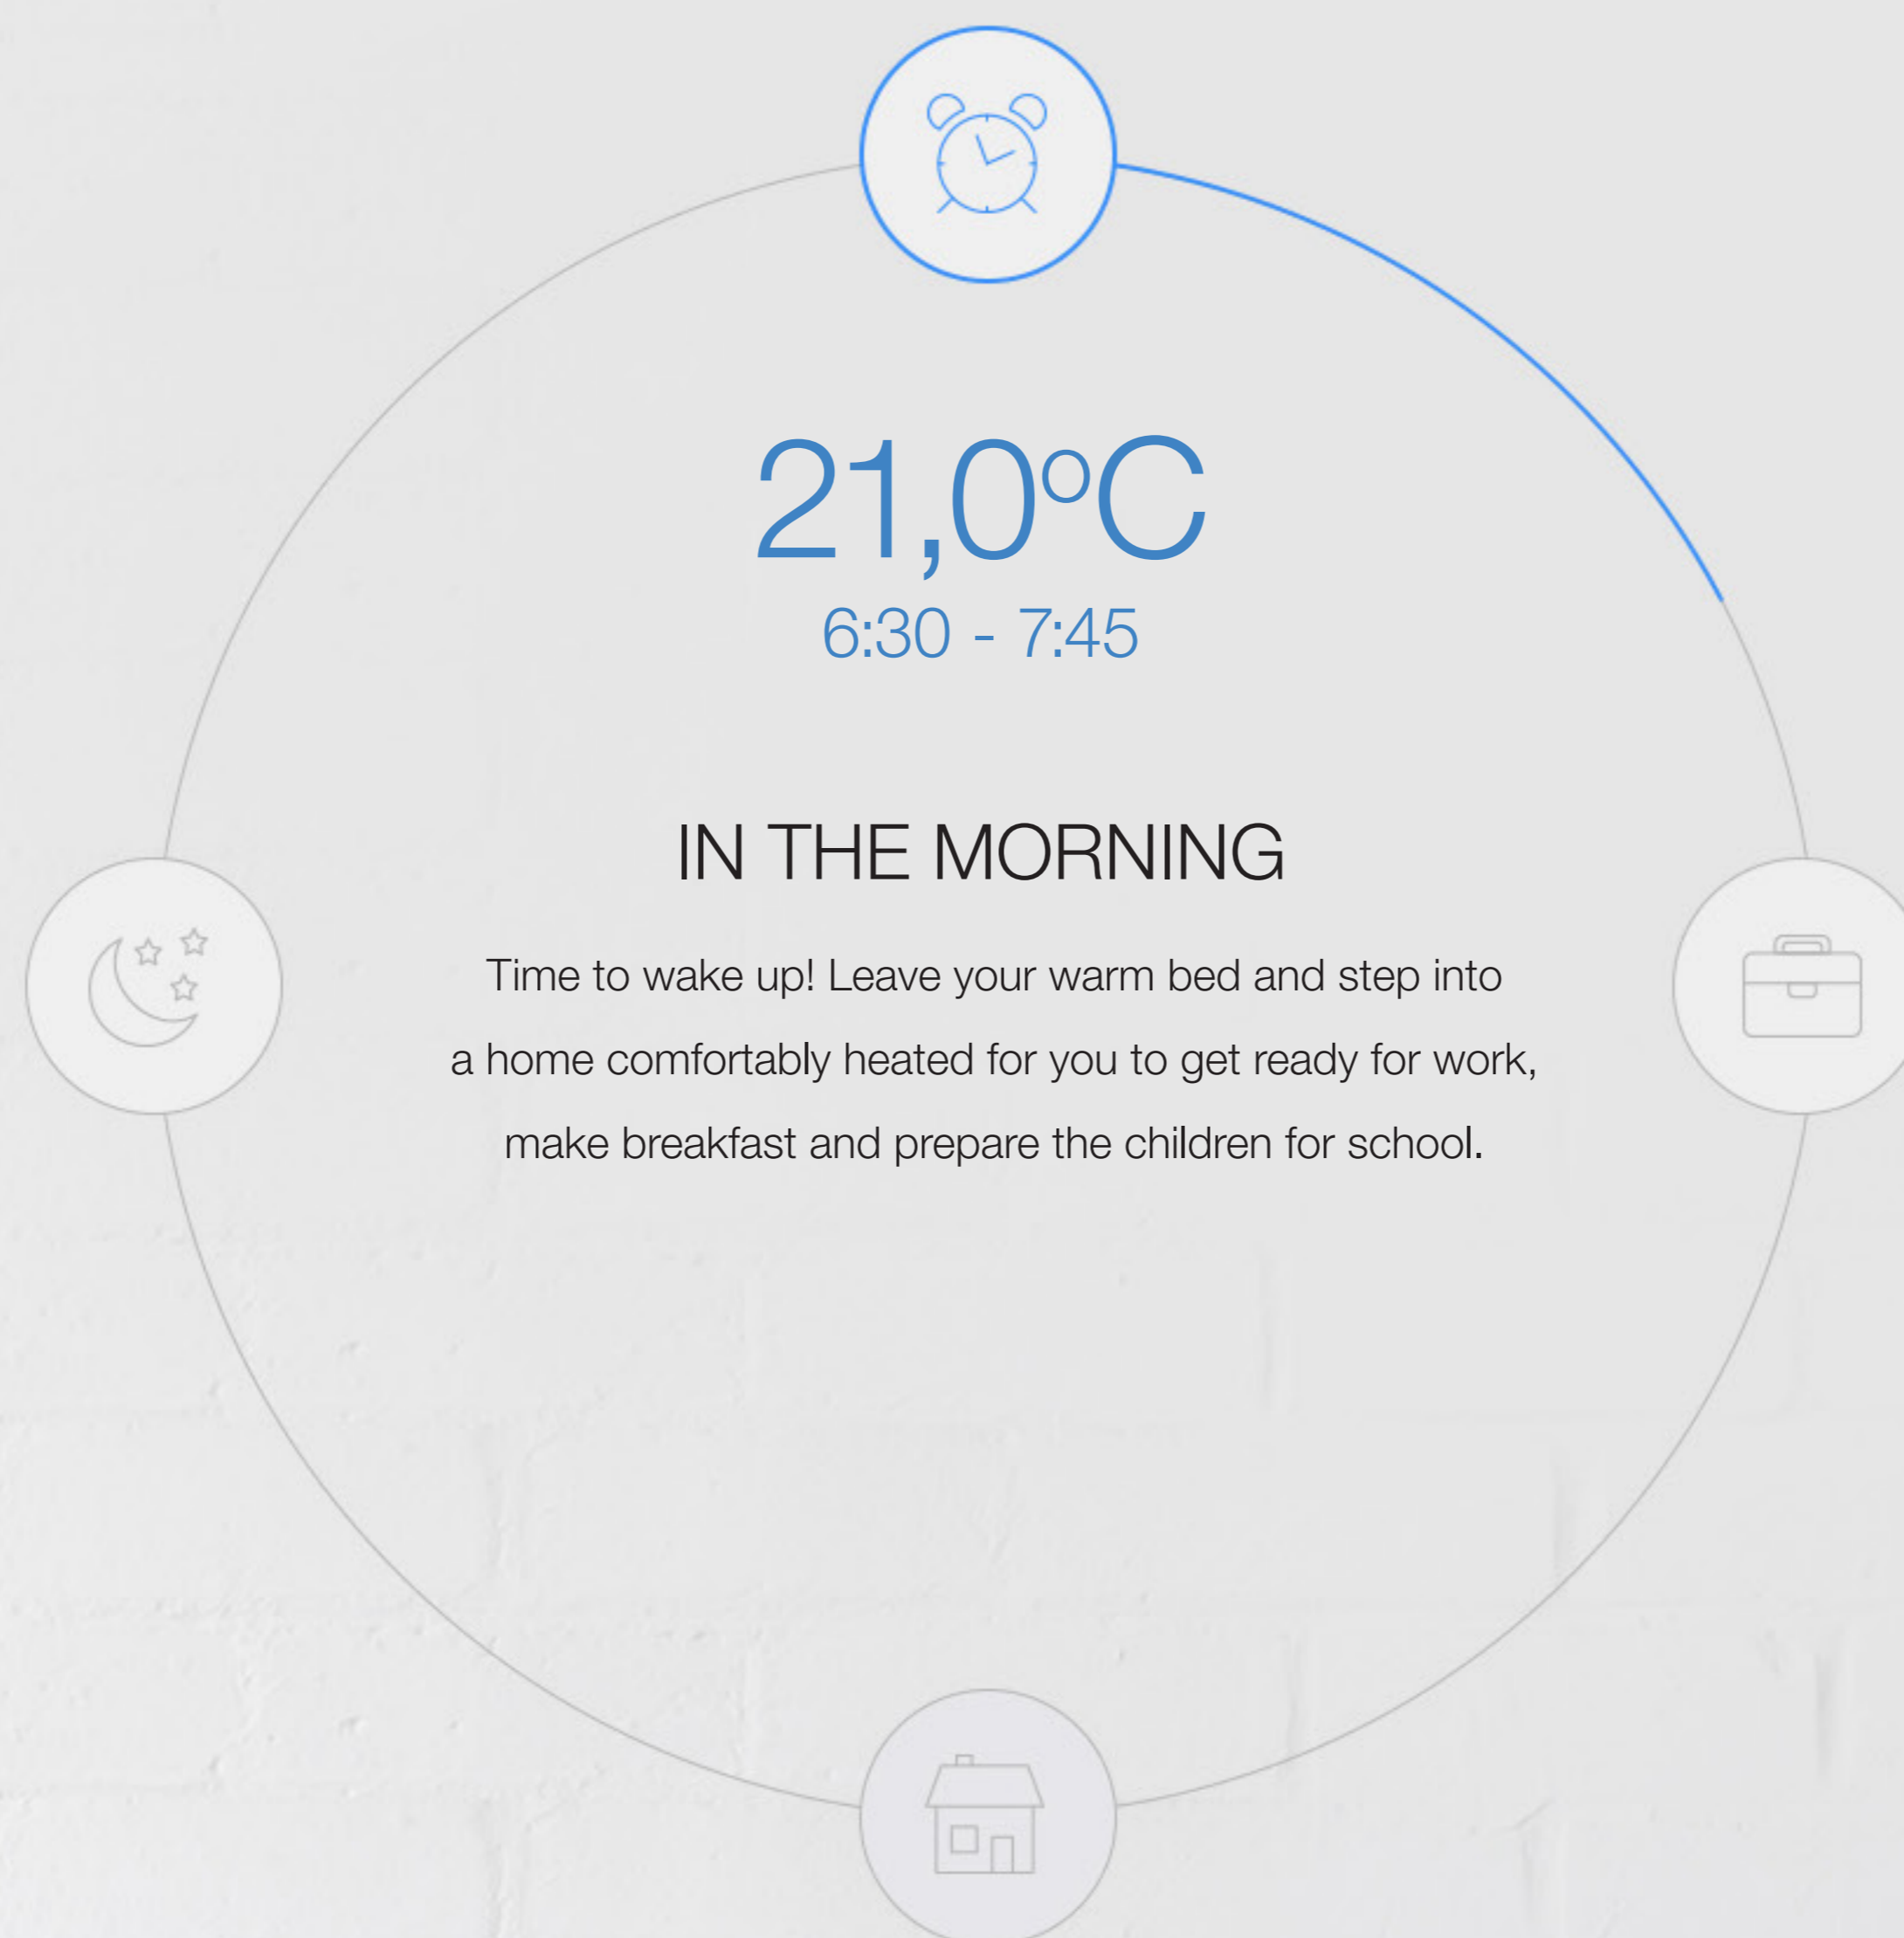 21,0ºC
6:30 - 7:45
IN THE MORNING
Time to wake up! Leave your warm bed and step into
a home comfortably heated for you to get ready for work,
make breakfast and prepare the children for school.